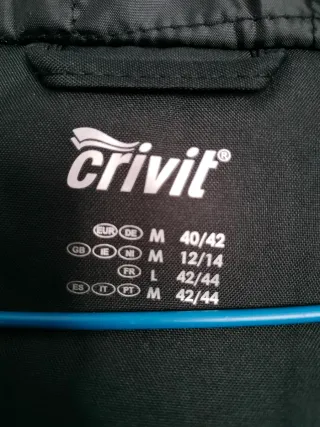 crivit®
EUR DE M 40/42
GB IE NI M 12/14
FR L 42/44
ES IT PT M 42/44